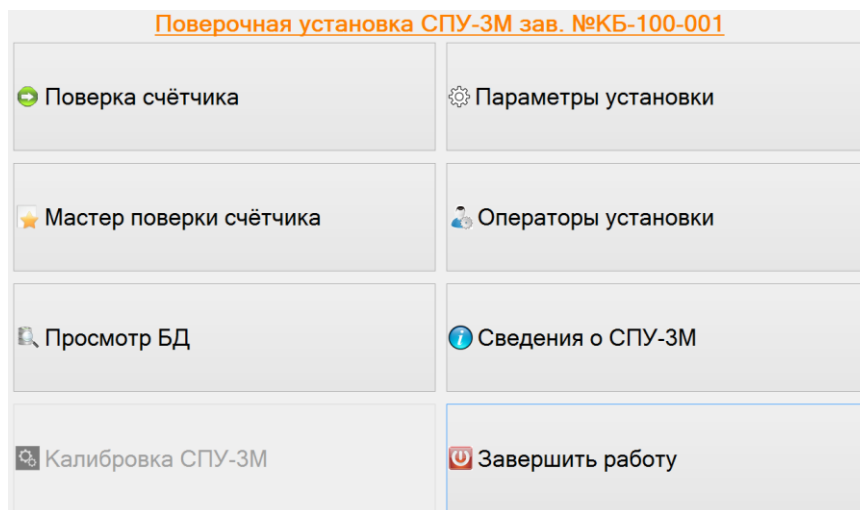 Поверочная установка СПУ-3М зав. №КБ-100-001
Поверка счётчика
Параметры установки
Мастер поверки счётчика
Операторы установки
Просмотр БД
Сведения о СПУ-3М
Калибровка СПУ-3М
Завершить работу